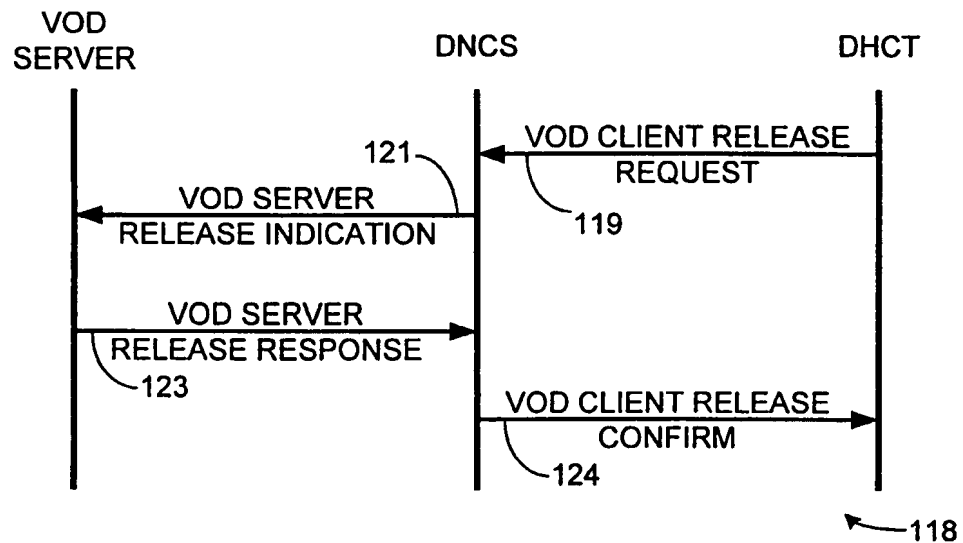 VOD
SERVER
DNCS
DHCT
VOD CLIENT RELEASE
REQUEST
119
121
VOD SERVER
RELEASE INDICATION
VOD SERVER
RELEASE RESPONSE
123
VOD CLIENT RELEASE
CONFIRM
124
118